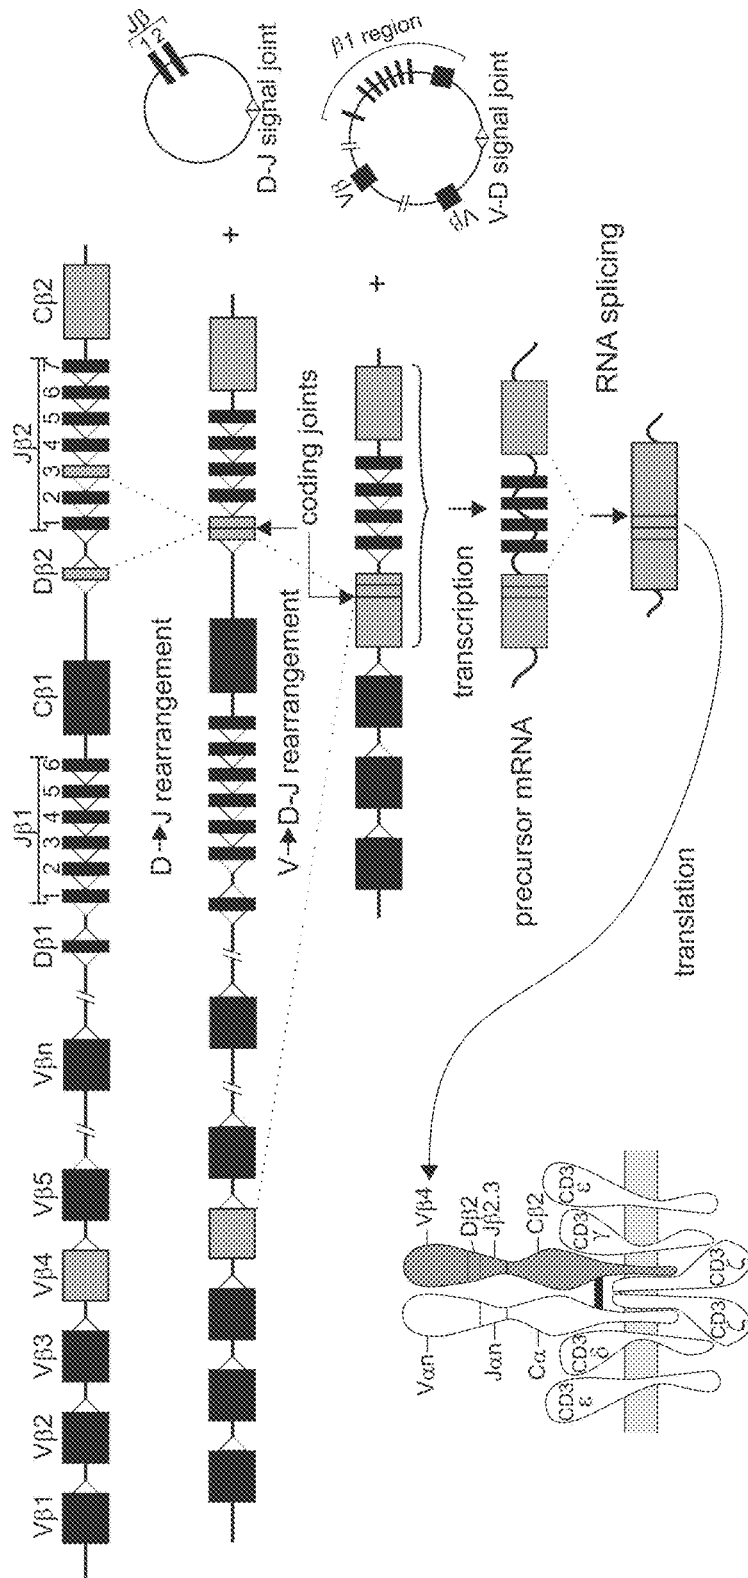 Vβ1 Vβ2 Vβ3 Vβ4 Vβ5 Vβn Dβ1 Jβ1 Cβ1 Dβ2 Jβ2 Cβ2
1 2 3 4 5 6
1 2 3 4 5 6 7
D→J rearrangement
+
Jβ
1 2
D-J signal joint
V→D-J rearrangement
coding joints
+
β1 region
Vβ
Vβ
V-D signal joint
transcription
precursor mRNA
RNA splicing
translation
Vβ4
Dβ2
Jβ2.3
Cβ2
Vαn
Jαn
Cα
CD3 ε
CD3 δ
CD3 γ
CD3 ε
CD3 ζ
CD3 ζ